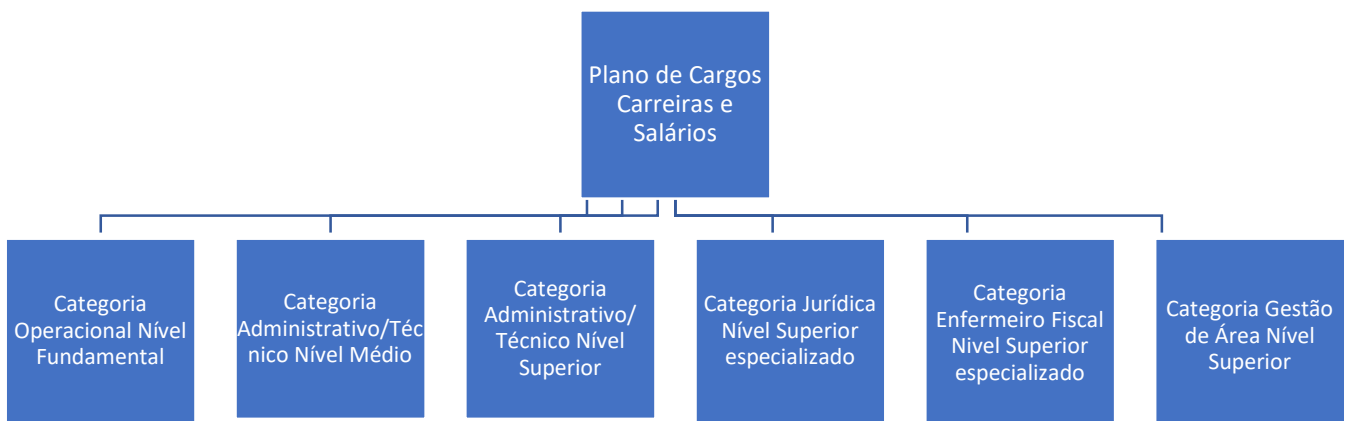 Plano de Cargos
Carreiras e
Salários
Categoria
Operacional Nível
Fundamental
Categoria
Administrativo/Téc
nico Nível Médio
Categoria
Administrativo/
Técnico Nível
Superior
Categoria Jurídica
Nível Superior
especializado
Categoria
Enfermeiro Fiscal
Nivel Superior
especializado
Categoria Gestão
de Área Nível
Superior